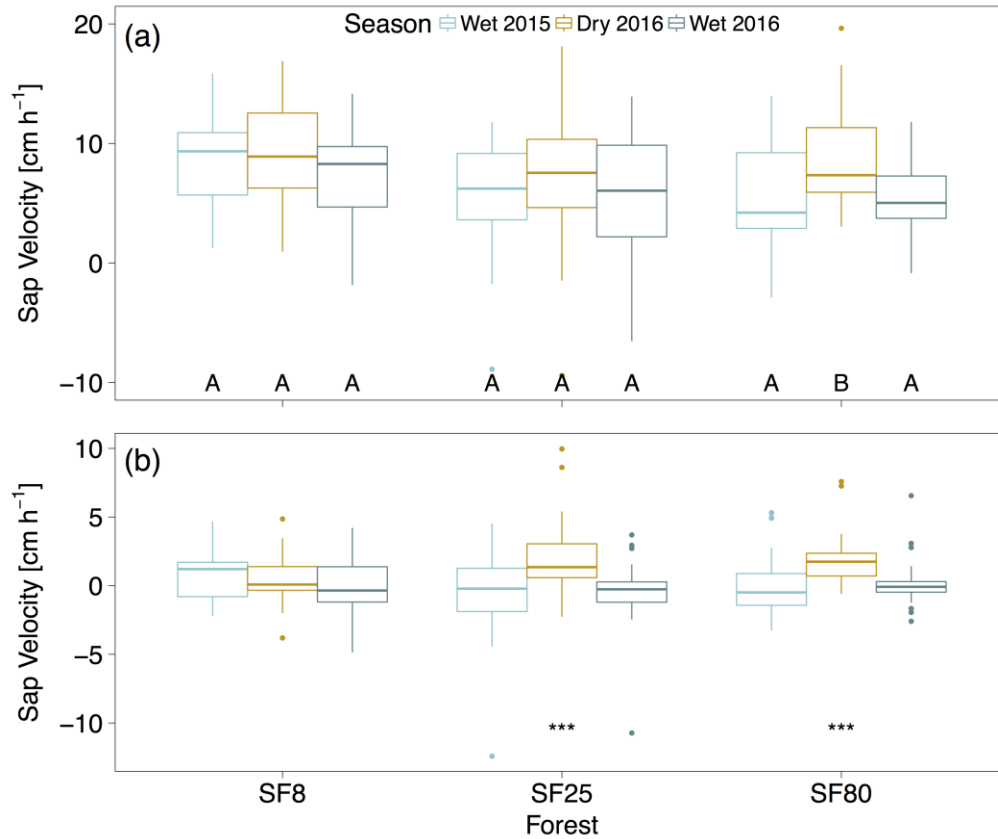 (a) Season Wet 2015 Dry 2016 Wet 2016
20
10
0
−10
Sap Velocity [cm h⁻¹]
A A A A A A A B A
(b)
10
5
0
−5
−10
Sap Velocity [cm h⁻¹]
*** ***
SF8 SF25 SF80
Forest